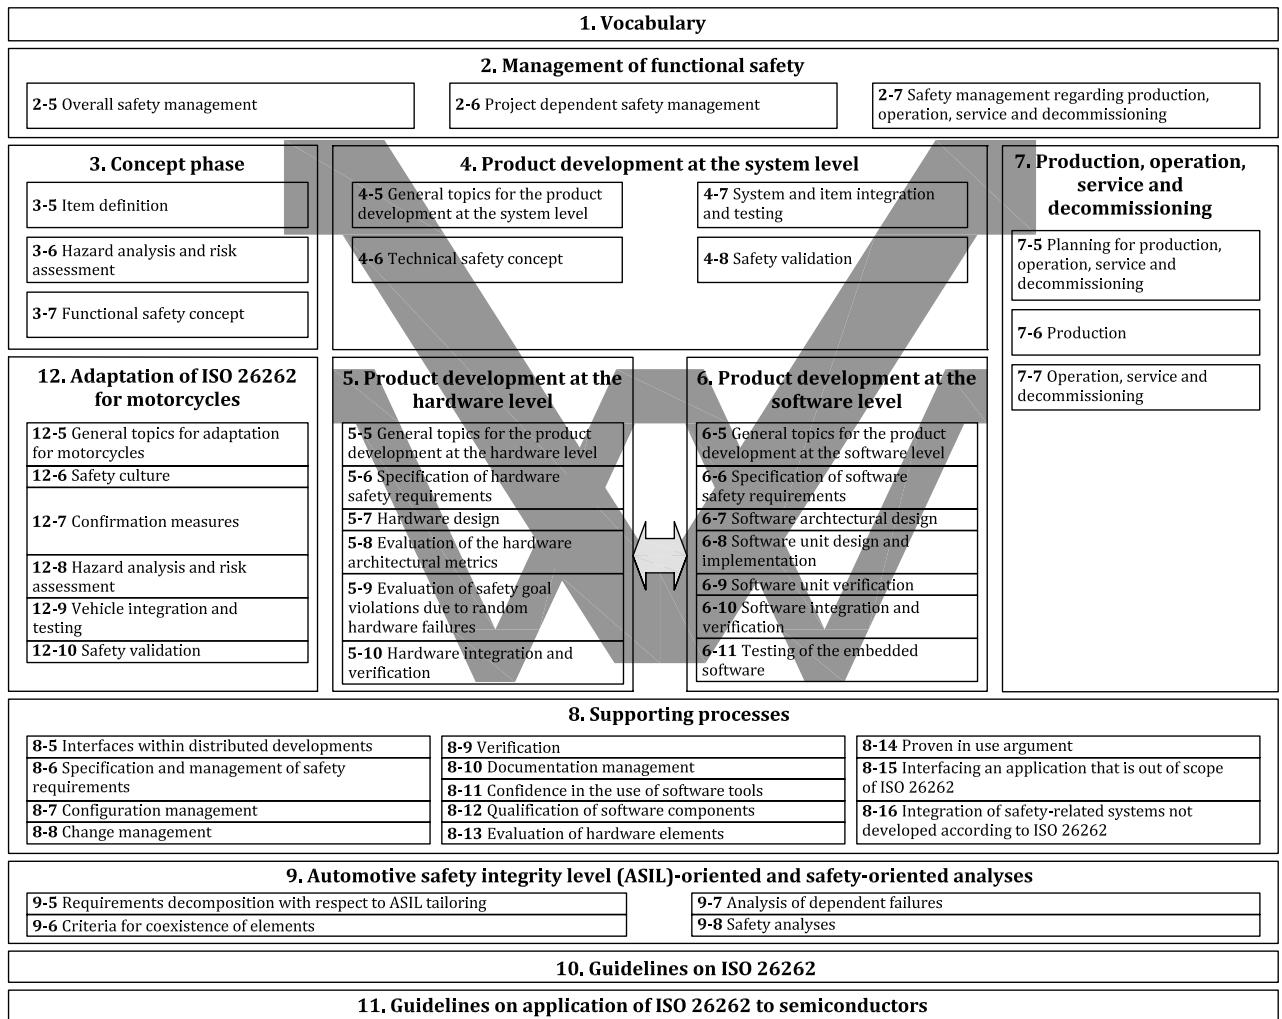 1. Vocabulary
2. Management of functional safety
2-5 Overall safety management
2-6 Project dependent safety management
2-7 Safety management regarding production,
operation, service and decommissioning
3. Concept phase
3-5 Item definition
3-6 Hazard analysis and risk
assessment
3-7 Functional safety concept
4. Product development at the system level
4-5 General topics for the product
development at the system level
4-6 Technical safety concept
4-7 System and item integration
and testing
4-8 Safety validation
7. Production, operation,
service and
decommissioning
7-5 Planning for production,
operation, service and
decommissioning
7-6 Production
7-7 Operation, service and
decommissioning
12. Adaptation of ISO 26262
for motorcycles
12-5 General topics for adaptation
for motorcycles
12-6 Safety culture
12-7 Confirmation measures
12-8 Hazard analysis and risk
assessment
12-9 Vehicle integration and
testing
12-10 Safety validation
5. Product development at the
hardware level
5-5 General topics for the product
development at the hardware level
5-6 Specification of hardware
safety requirements
5-7 Hardware design
5-8 Evaluation of the hardware
architectural metrics
5-9 Evaluation of safety goal
violations due to random
hardware failures
5-10 Hardware integration and
verification
6. Product development at the
software level
6-5 General topics for the product
development at the software level
6-6 Specification of software
safety requirements
6-7 Software archtectural design
6-8 Software unit design and
implementation
6-9 Software unit verification
6-10 Software integration and
verification
6-11 Testing of the embedded
software
8. Supporting processes
8-5 Interfaces within distributed developments
8-6 Specification and management of safety
requirements
8-7 Configuration management
8-8 Change management
8-9 Verification
8-10 Documentation management
8-11 Confidence in the use of software tools
8-12 Qualification of software components
8-13 Evaluation of hardware elements
8-14 Proven in use argument
8-15 Interfacing an application that is out of scope
of ISO 26262
8-16 Integration of safety-related systems not
developed according to ISO 26262
9. Automotive safety integrity level (ASIL)-oriented and safety-oriented analyses
9-5 Requirements decomposition with respect to ASIL tailoring
9-6 Criteria for coexistence of elements
9-7 Analysis of dependent failures
9-8 Safety analyses
10. Guidelines on ISO 26262
11. Guidelines on application of ISO 26262 to semiconductors